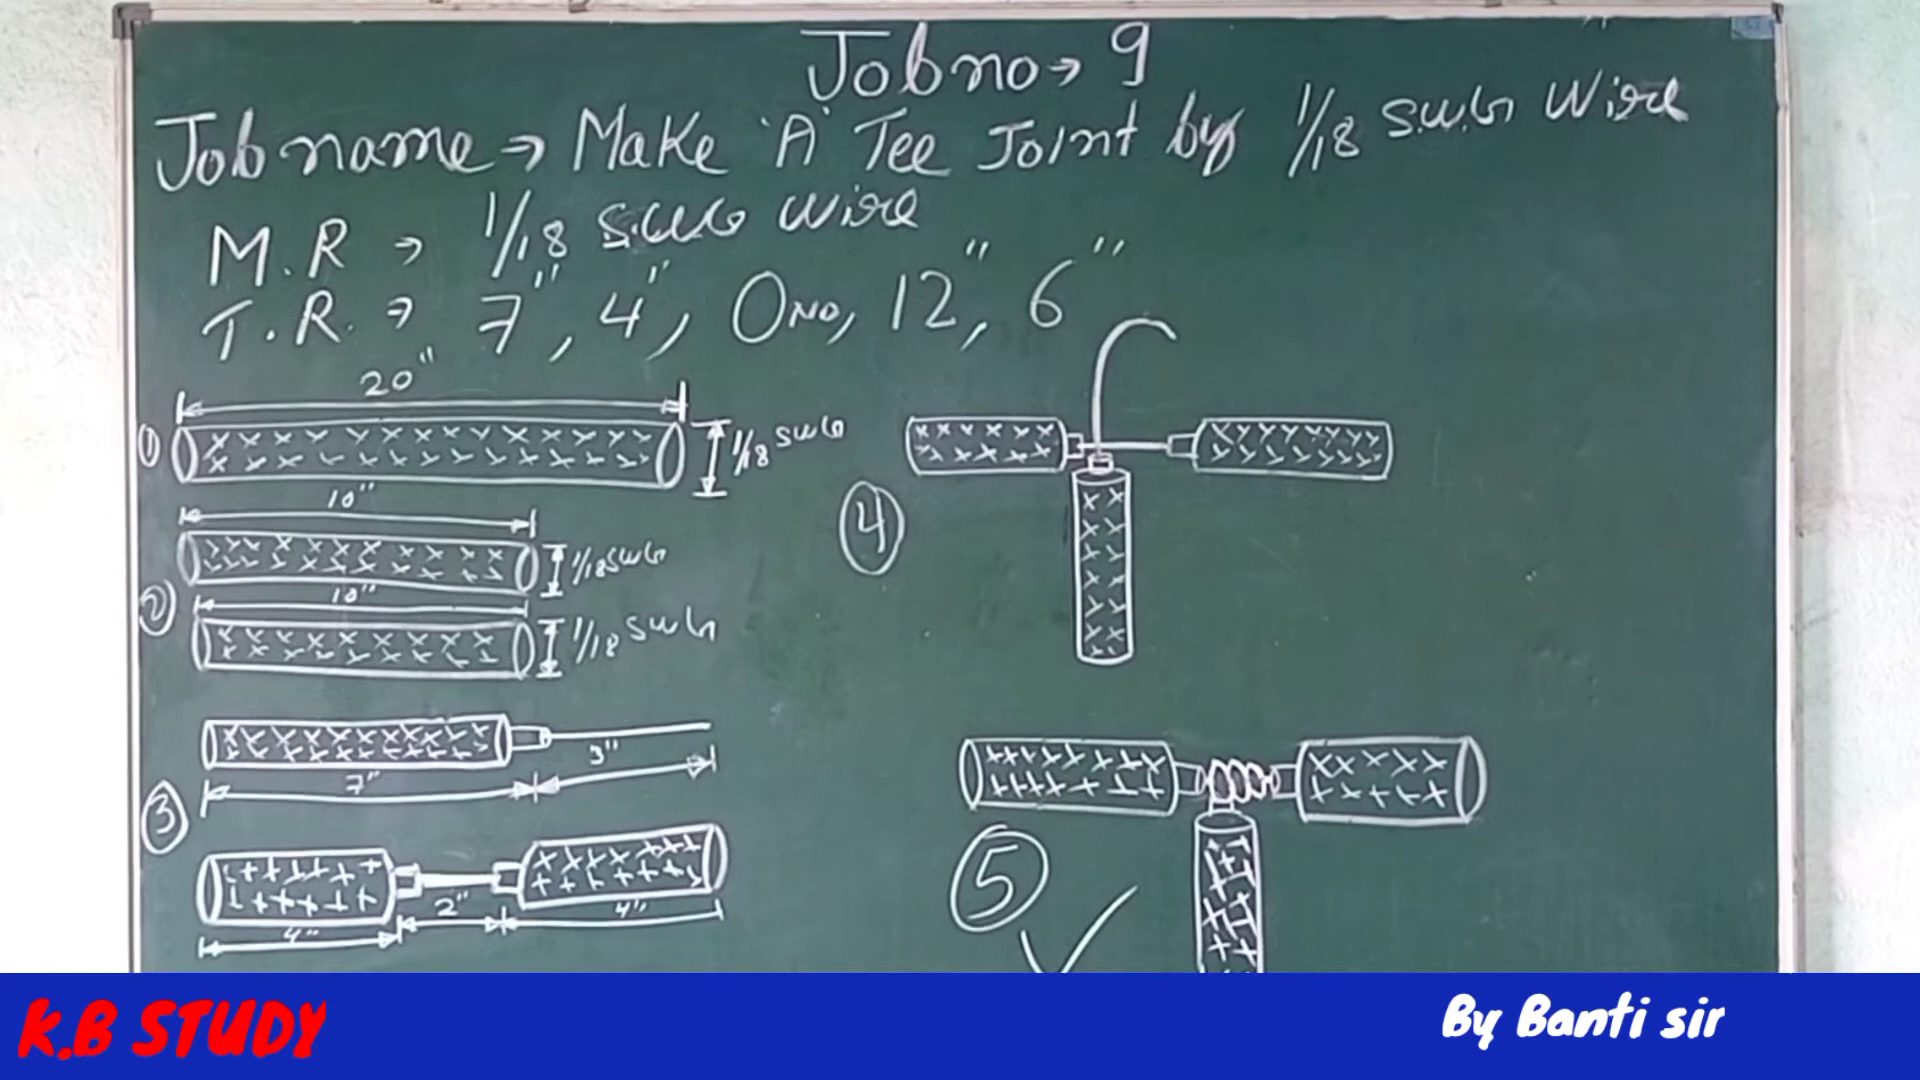 Job no → 9
Job name → Make 'A' Tee Joint by 1/18 S.W.G Wire
M.R → 1/18 S.W.G Wire
T.R. → 7", 4", Ono, 12", 6"
20"
① 1/18 SWG
10"
1/18 SWG
②
10"
1/18 SWG
7" 3"
③
4" 2" 4"
④
⑤
K.B STUDY
By Banti sir